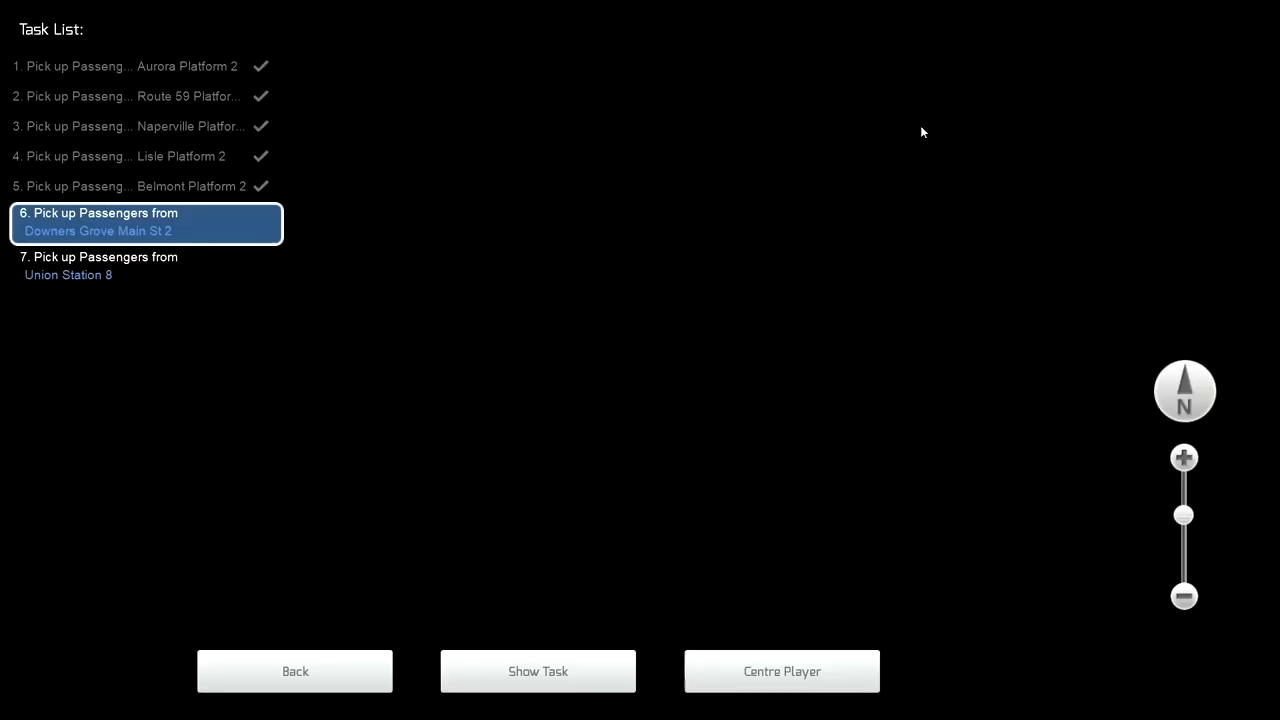 Task List:
1. Pick up Passeng... Aurora Platform 2
2. Pick up Passeng... Route 59 Platfor...
3. Pick up Passeng... Naperville Platfor...
4. Pick up Passeng... Lisle Platform 2
5. Pick up Passeng... Belmont Platform 2
6. Pick up Passengers from
Downers Grove Main St 2
7. Pick up Passengers from
Union Station 8
N
Back
Show Task
Centre Player